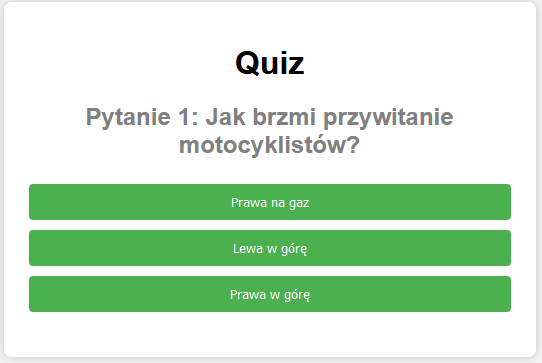 Quiz
Pytanie 1: Jak brzmi przywitanie
motocyklistów?
Prawa na gaz
Lewa w górę
Prawa w górę